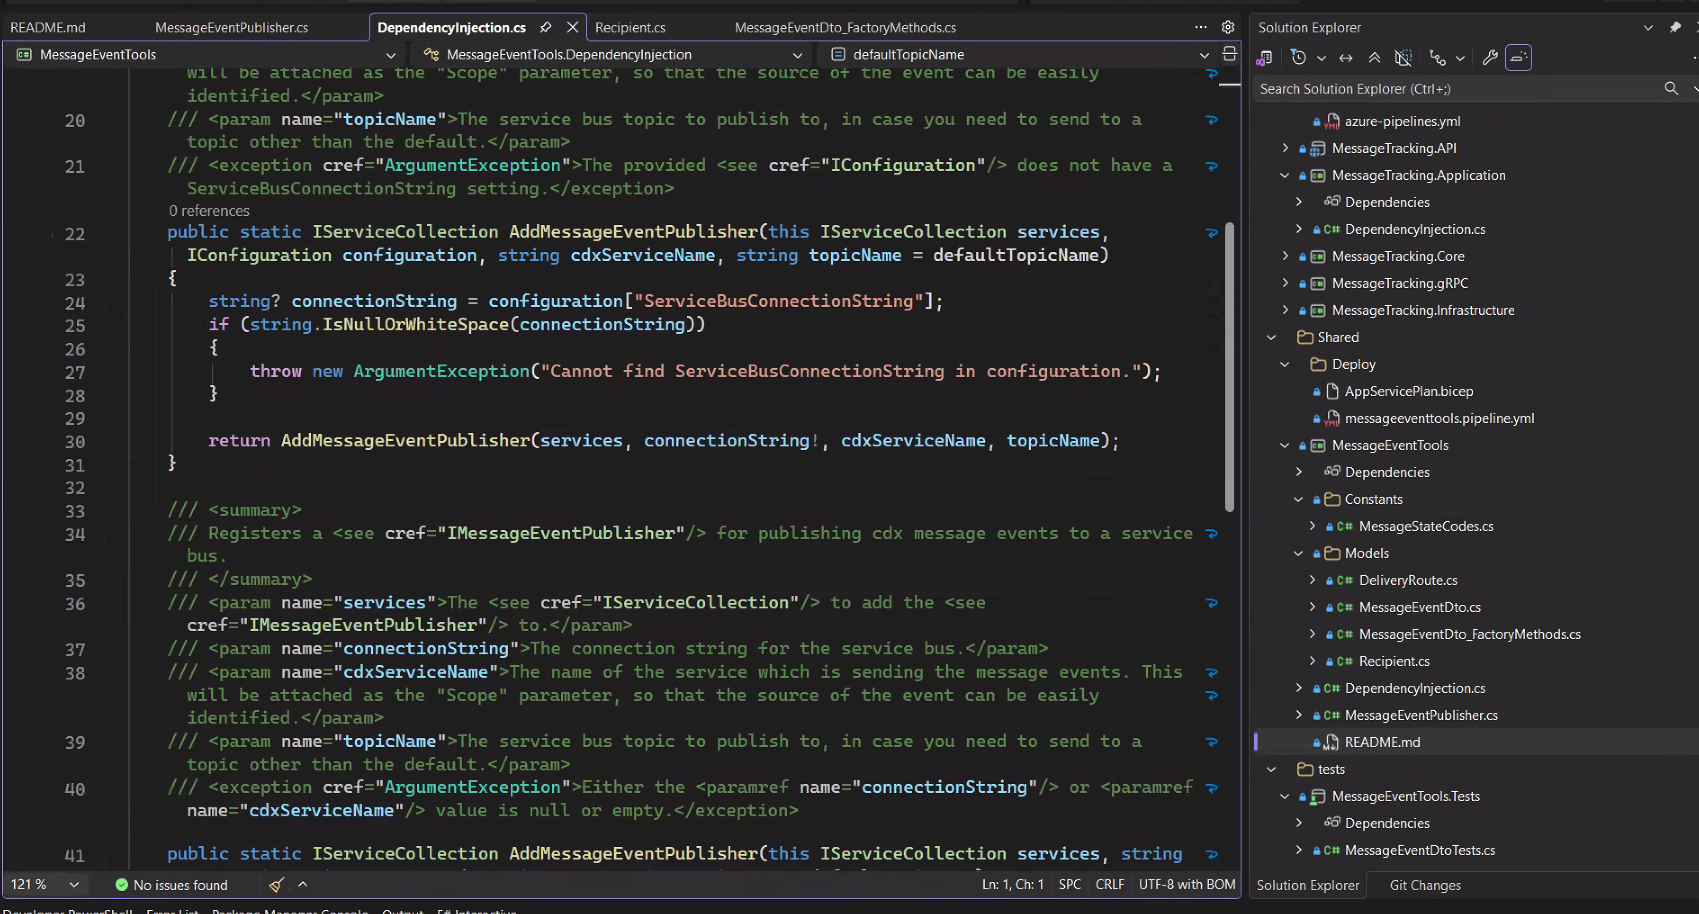 README.md
MessageEventPublisher.cs
DependencyInjection.cs
Recipient.cs
MessageEventDto_FactoryMethods.cs
MessageEventTools
MessageEventTools.DependencyInjection
defaultTopicName
will be attached as the "Scope" parameter, so that the source of the event can be easily
identified.</param>
20 /// <param name="topicName">The service bus topic to publish to, in case you need to send to a
topic other than the default.</param>
21 /// <exception cref="ArgumentException">The provided <see cref="IConfiguration"/> does not have a
ServiceBusConnectionString setting.</exception>
0 references
22 public static IServiceCollection AddMessageEventPublisher(this IServiceCollection services,
IConfiguration configuration, string cdxServiceName, string topicName = defaultTopicName)
23 {
24 string? connectionString = configuration["ServiceBusConnectionString"];
25 if (string.IsNullOrWhiteSpace(connectionString))
26 {
27 throw new ArgumentException("Cannot find ServiceBusConnectionString in configuration.");
28 }
29
30 return AddMessageEventPublisher(services, connectionString!, cdxServiceName, topicName);
31 }
32
33 /// <summary>
34 /// Registers a <see cref="IMessageEventPublisher"/> for publishing cdx message events to a service
bus.
35 /// </summary>
36 /// <param name="services">The <see cref="IServiceCollection"/> to add the <see
cref="IMessageEventPublisher"/> to.</param>
37 /// <param name="connectionString">The connection string for the service bus.</param>
38 /// <param name="cdxServiceName">The name of the service which is sending the message events. This
will be attached as the "Scope" parameter, so that the source of the event can be easily
identified.</param>
39 /// <param name="topicName">The service bus topic to publish to, in case you need to send to a
topic other than the default.</param>
40 /// <exception cref="ArgumentException">Either the <paramref name="connectionString"/> or <paramref
name="cdxServiceName"/> value is null or empty.</exception>
41 public static IServiceCollection AddMessageEventPublisher(this IServiceCollection services, string
121 %
No issues found
Ln: 1, Ch: 1
SPC
CRLF
UTF-8 with BOM
Developer PowerShell
Error List
Package Manager Console
Output
F# Interactive
Solution Explorer
Search Solution Explorer (Ctrl+;)
azure-pipelines.yml
MessageTracking.API
MessageTracking.Application
Dependencies
C# DependencyInjection.cs
MessageTracking.Core
MessageTracking.gRPC
MessageTracking.Infrastructure
Shared
Deploy
AppServicePlan.bicep
messageeventtools.pipeline.yml
MessageEventTools
Dependencies
Constants
C# MessageStateCodes.cs
Models
C# DeliveryRoute.cs
C# MessageEventDto.cs
C# MessageEventDto_FactoryMethods.cs
C# Recipient.cs
C# DependencyInjection.cs
C# MessageEventPublisher.cs
README.md
tests
MessageEventTools.Tests
Dependencies
C# MessageEventDtoTests.cs
Solution Explorer
Git Changes